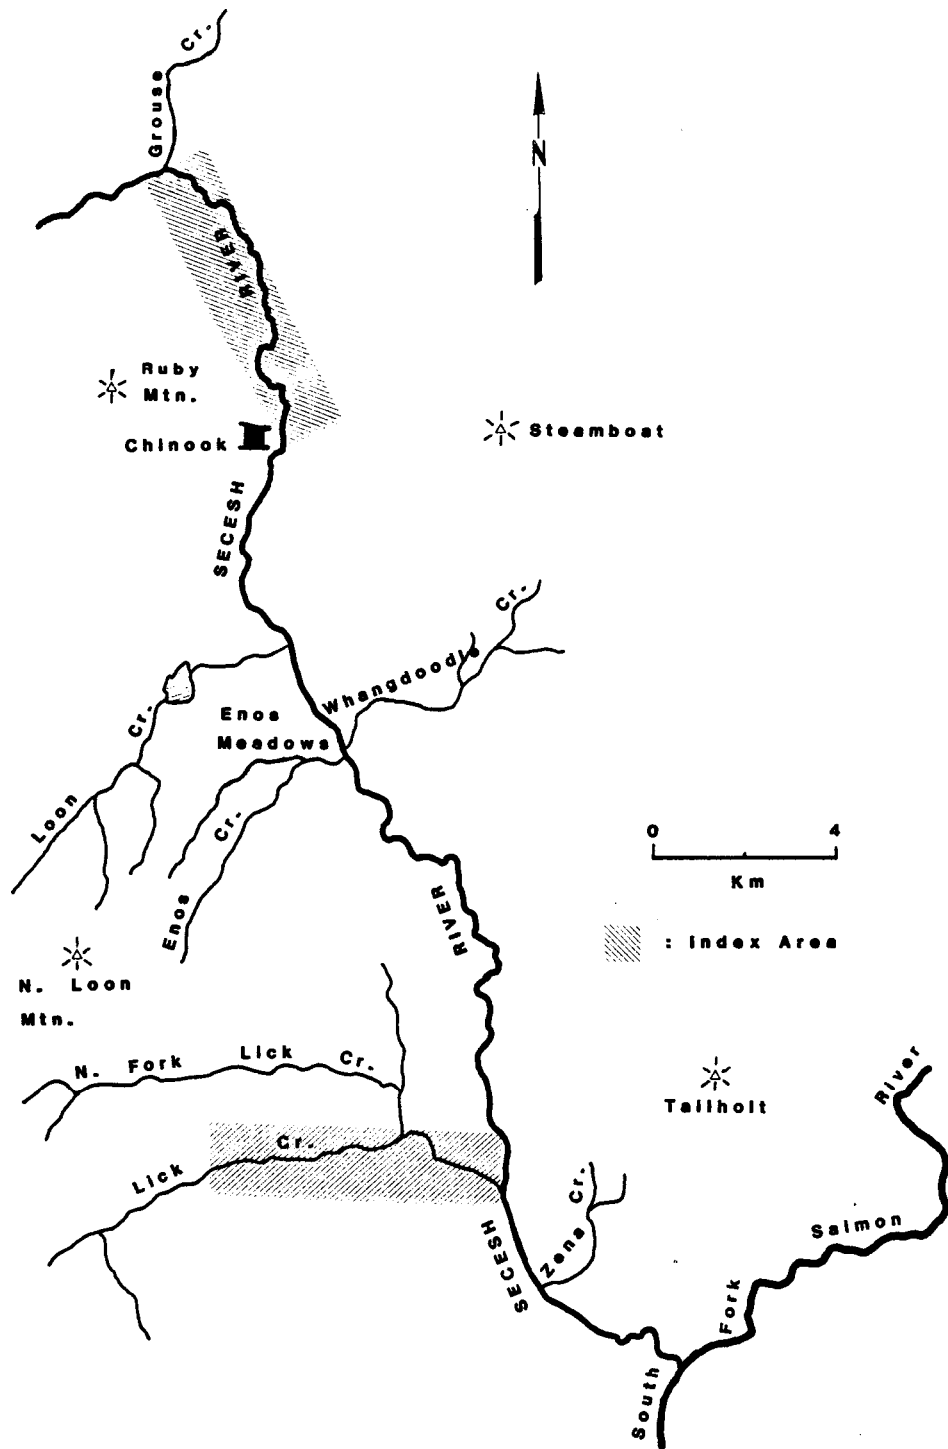 Grouse Cr.
N
RIVER
Ruby
Mtn.
Steamboat
Chinook
SECESH
Whangdoodle Cr.
Enos
Meadows
Loon Cr.
Enos Cr.
0 4
Km
RIVER
: Index Area
N. Loon
Mtn.
N. Fork Lick Cr.
Tailholt
River
Lick Cr.
Zena Cr.
SECESH
Salmon
Fork
South